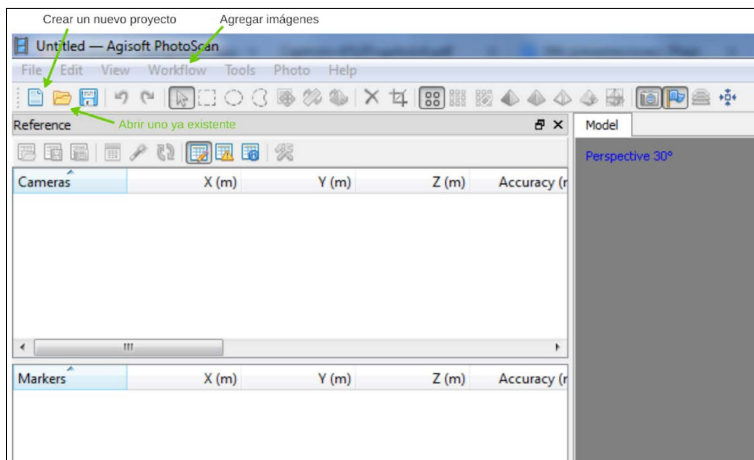 Crear un nuevo proyecto Agregar imágenes
Untitled — Agisoft PhotoScan
File Edit View Workflow Tools Photo Help
Reference Abrir uno ya existente Model
Perspective 30º
Cameras X (m) Y (m) Z (m) Accuracy (r
Markers X (m) Y (m) Z (m) Accuracy (r